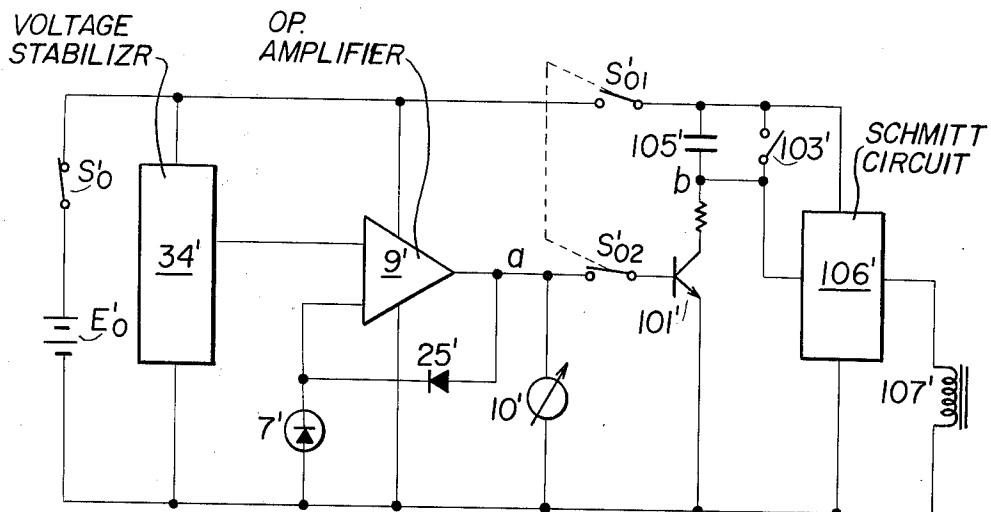 VOLTAGE
STABILIZR
OP.
AMPLIFIER
S'01
105'
103'
SCHMITT
CIRCUIT
S'0
b
34'
9'
a
S'02
106'
E'0
101'
25'
10'
107'
7'